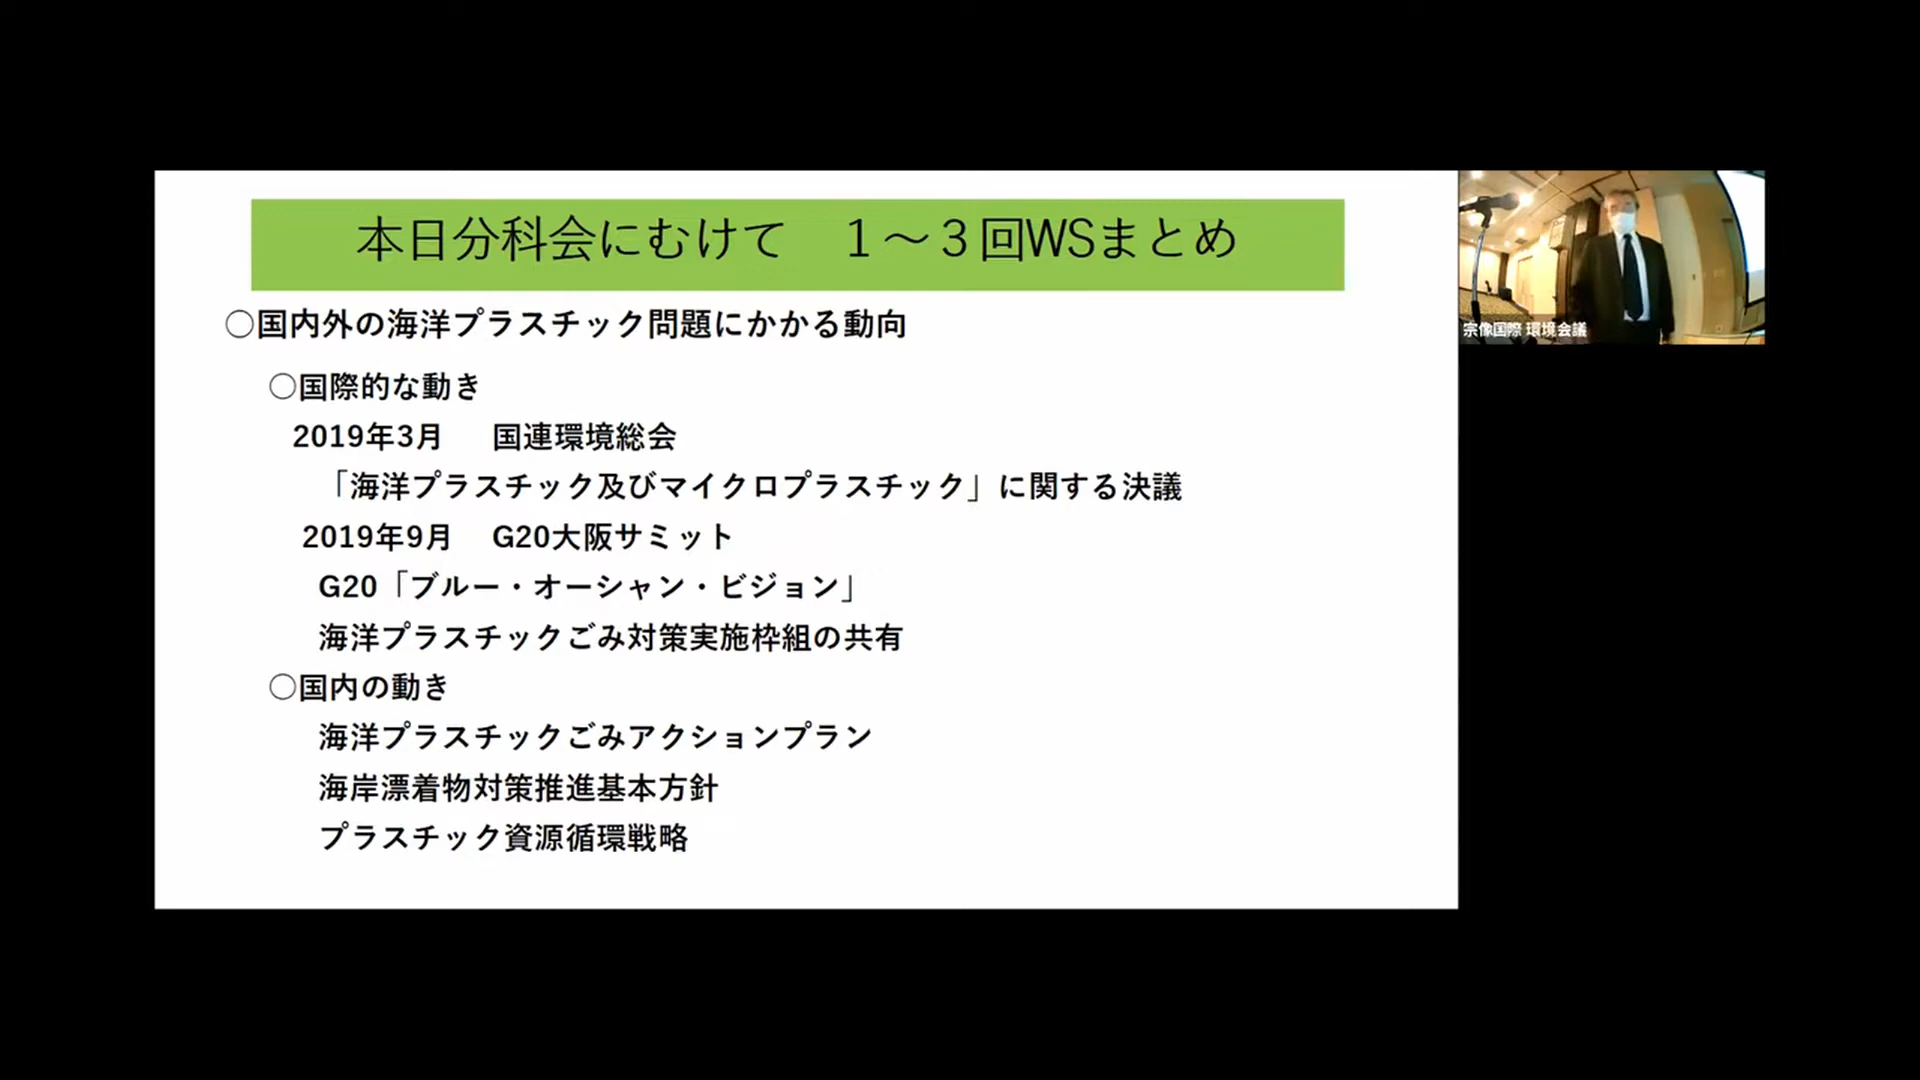 本日分科会にむけて　１～３回WSまとめ
宗像国際 環境会議
○国内外の海洋プラスチック問題にかかる動向
○国際的な動き
2019年3月　国連環境総会
「海洋プラスチック及びマイクロプラスチック」に関する決議
2019年9月　G20大阪サミット
G20「ブルー・オーシャン・ビジョン」
海洋プラスチックごみ対策実施枠組の共有
○国内の動き
海洋プラスチックごみアクションプラン
海岸漂着物対策推進基本方針
プラスチック資源循環戦略